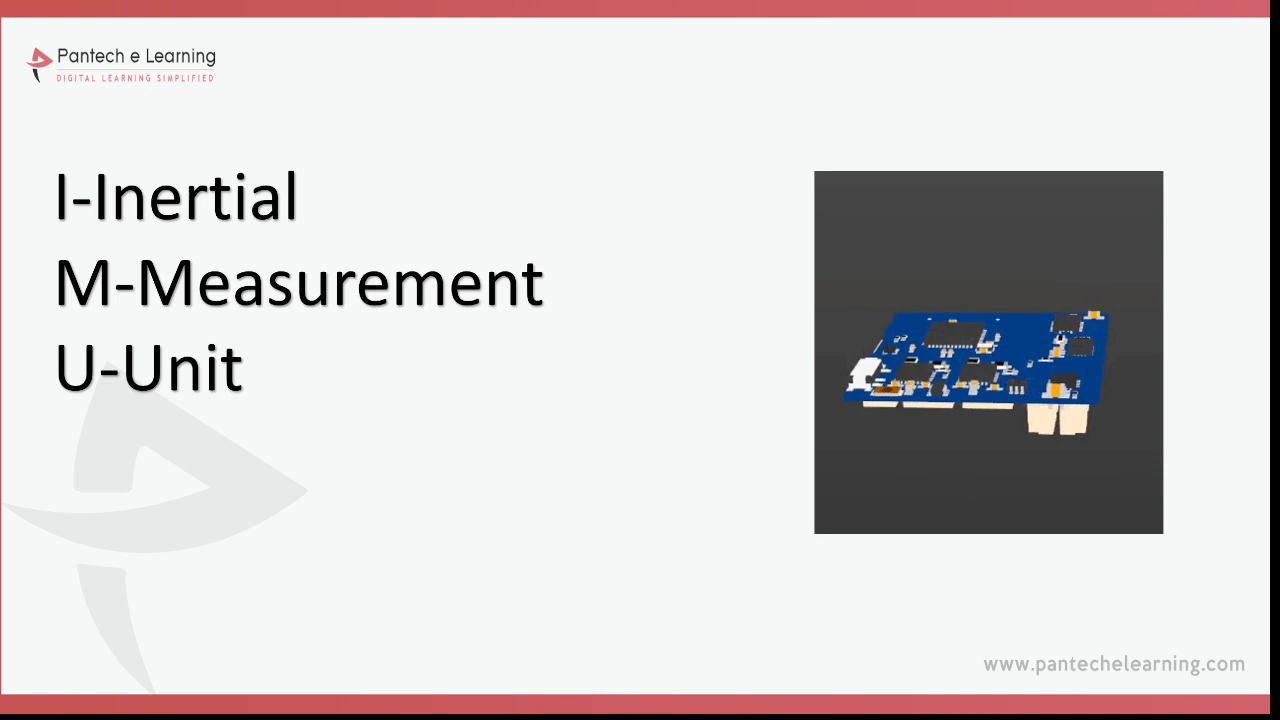 Pantech e Learning
DIGITAL LEARNING SIMPLIFIED
I-Inertial
M-Measurement
U-Unit
www.pantechelearning.com